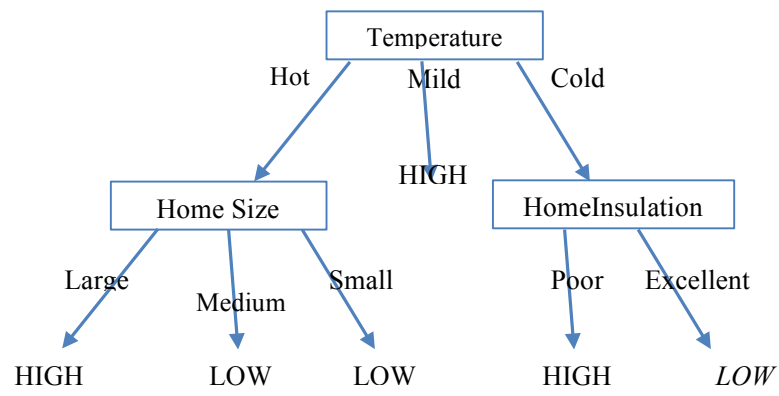 Temperature
Hot Mild Cold
HIGH
Home Size HomeInsulation
Large Medium Small Poor Excellent
HIGH LOW LOW HIGH LOW